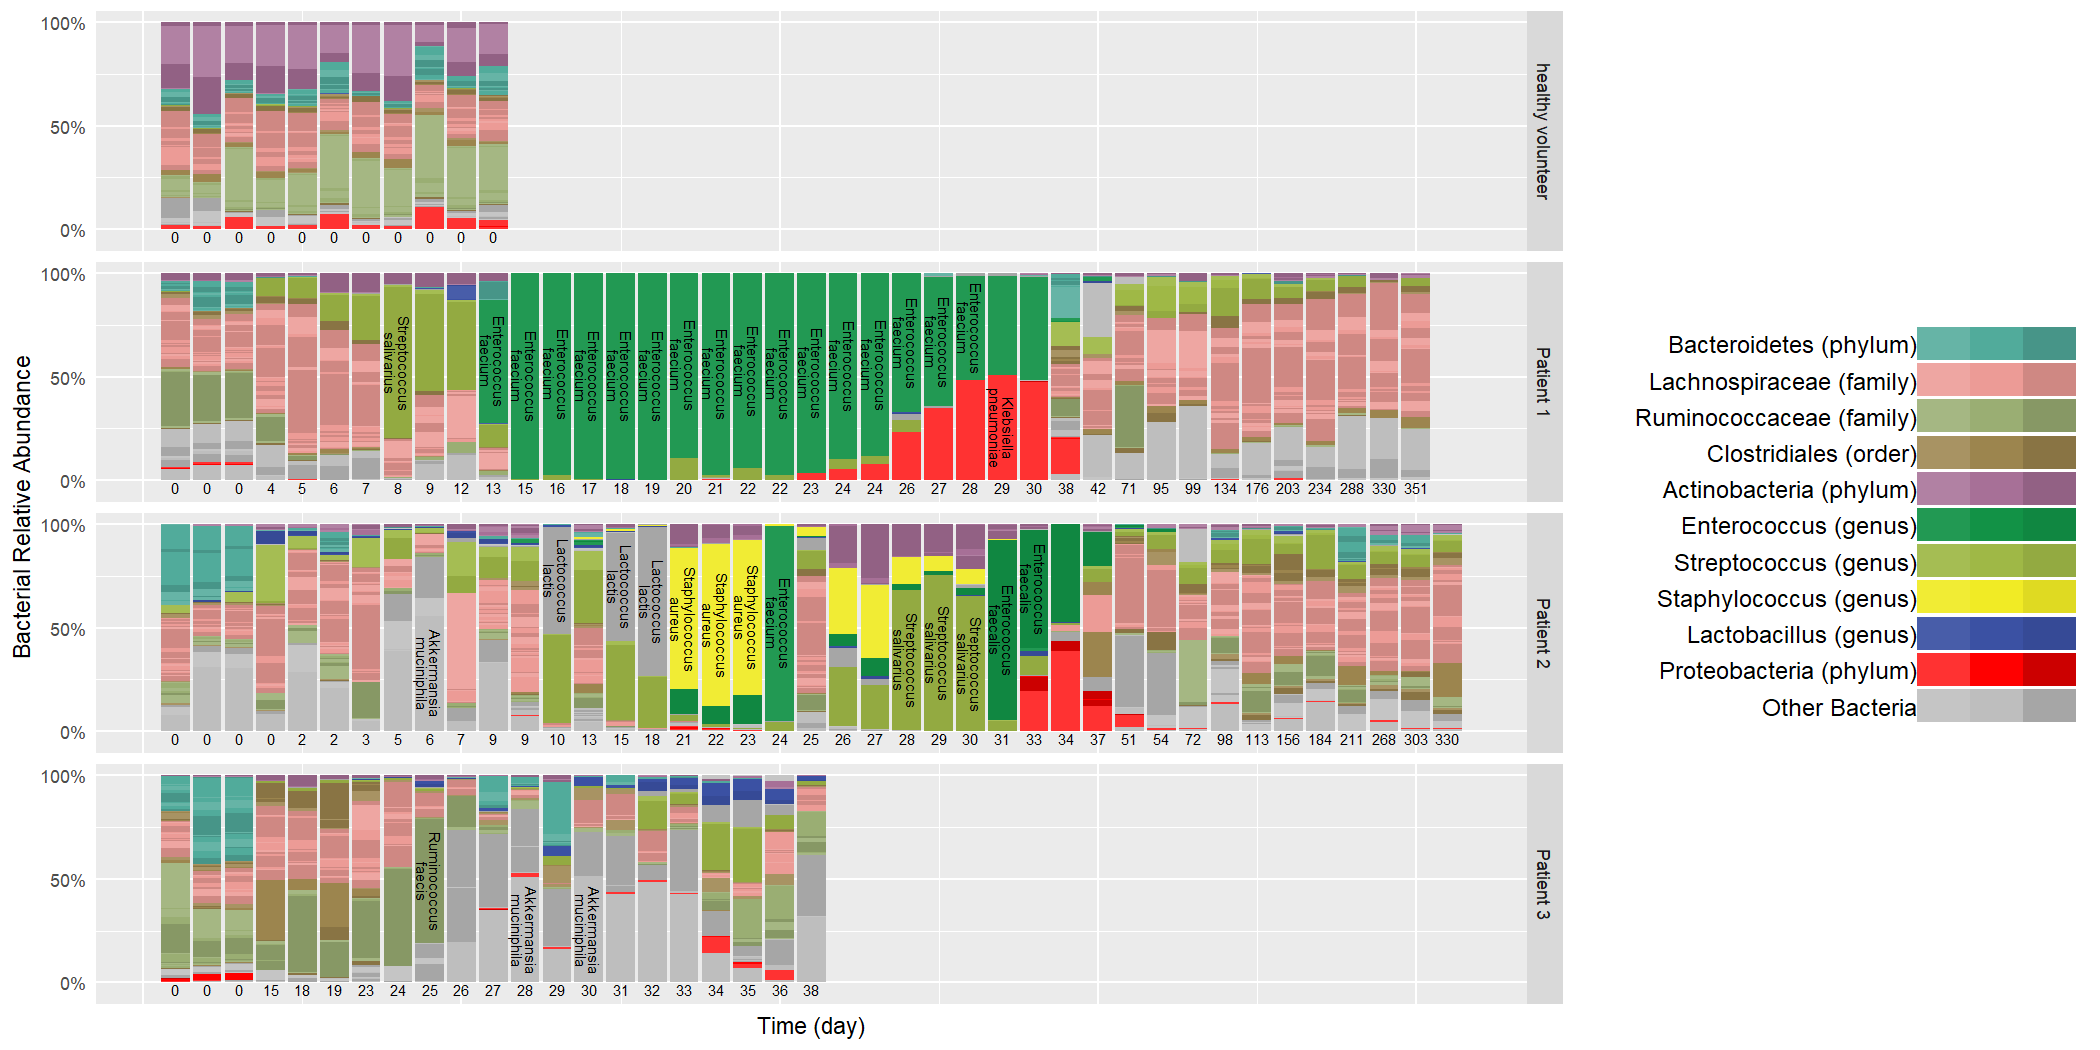 100%
50%
0%
0 0 0 0 0 0 0 0 0 0 0
healthy volunteer
100%
50%
0%
Streptococcus
salivarius
Enterococcus
faecium
Enterococcus
faecium
Enterococcus
faecium
Enterococcus
faecium
Enterococcus
faecium
Enterococcus
faecium
Enterococcus
faecium
Enterococcus
faecium
Enterococcus
faecium
Enterococcus
faecium
Enterococcus
faecium
Enterococcus
faecium
Enterococcus
faecium
Enterococcus
faecium
Enterococcus
faecium
Enterococcus
faecium
Klebsiella
pneumoniae
0 0 0 4 5 6 7 8 9 12 13 15 16 17 18 19 20 21 22 22 23 24 24 26 27 28 29 30 38 42 71 95 99 134 176 203 234 288 330 351
Patient 1
100%
50%
0%
Akkermansia
muciniphila
Lactococcus
lactis
Lactococcus
lactis
Lactococcus
lactis
Staphylococcus
aureus
Staphylococcus
aureus
Staphylococcus
aureus
Enterococcus
faecium
Streptococcus
salivarius
Streptococcus
salivarius
Streptococcus
salivarius
Enterococcus
faecalis
Enterococcus
faecalis
0 0 0 0 2 2 3 5 6 7 9 9 10 13 15 18 21 22 23 24 25 26 27 28 29 30 31 33 34 37 51 54 72 98 113 156 184 211 268 303 330
Patient 2
100%
50%
0%
Ruminococcus
faecis
Akkermansia
muciniphila
Akkermansia
muciniphila
0 0 0 15 18 19 23 24 25 26 27 28 29 30 31 32 33 34 35 36 38
Patient 3
Bacterial Relative Abundance
Time (day)
Bacteroidetes (phylum)
Lachnospiraceae (family)
Ruminococcaceae (family)
Clostridiales (order)
Actinobacteria (phylum)
Enterococcus (genus)
Streptococcus (genus)
Staphylococcus (genus)
Lactobacillus (genus)
Proteobacteria (phylum)
Other Bacteria